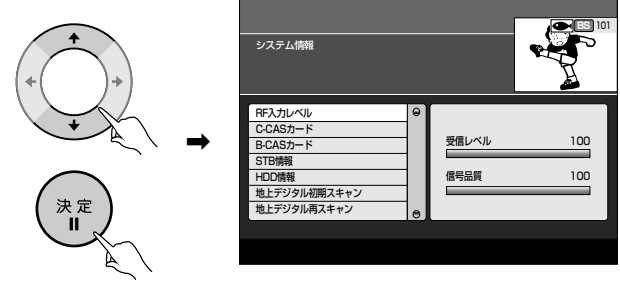 決定
BS 101
システム情報
RF入力レベル
C-CASカード
B-CASカード
STB情報
HDD情報
地上デジタル初期スキャン
地上デジタル再スキャン
受信レベル 100
信号品質 100